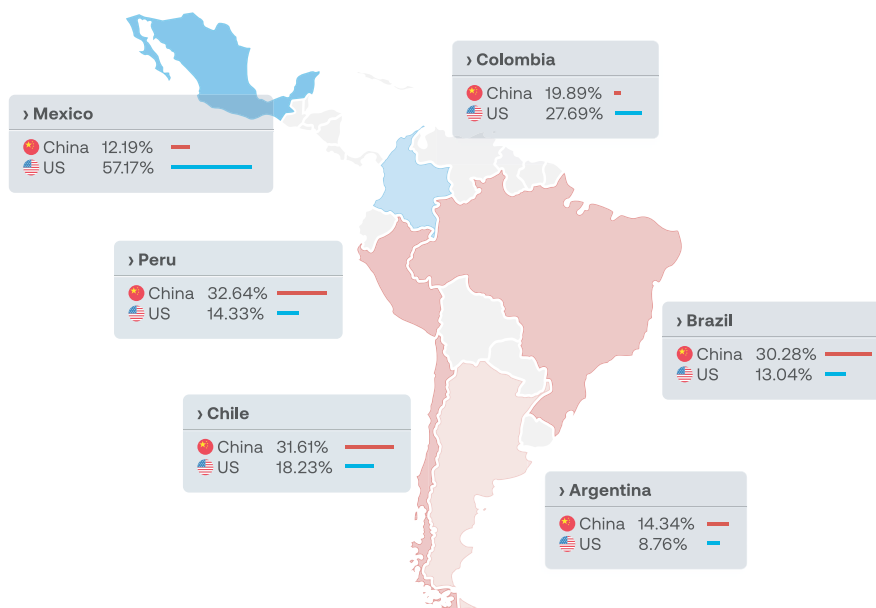 › Colombia
China 19.89%
US 27.69%
› Mexico
China 12.19%
US 57.17%
› Peru
China 32.64%
US 14.33%
› Brazil
China 30.28%
US 13.04%
› Chile
China 31.61%
US 18.23%
› Argentina
China 14.34%
US 8.76%